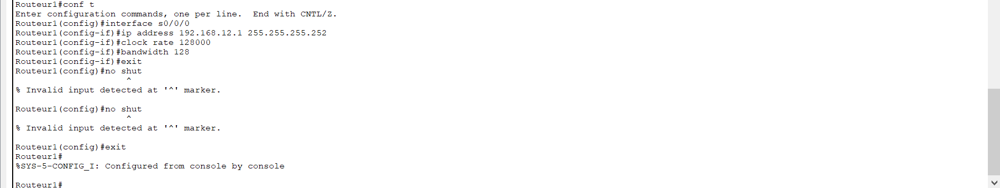 Routeur1#conf t
Enter configuration commands, one per line.  End with CNTL/Z.
Routeur1(config)#interface s0/0/0
Routeur1(config-if)#ip address 192.168.12.1 255.255.255.252
Routeur1(config-if)#clock rate 128000
Routeur1(config-if)#bandwidth 128
Routeur1(config-if)#exit
Routeur1(config)#no shut
^
% Invalid input detected at '^' marker.
Routeur1(config)#no shut
^
% Invalid input detected at '^' marker.
Routeur1(config)#exit
Routeur1#
%SYS-5-CONFIG_I: Configured from console by console
Routeur1#